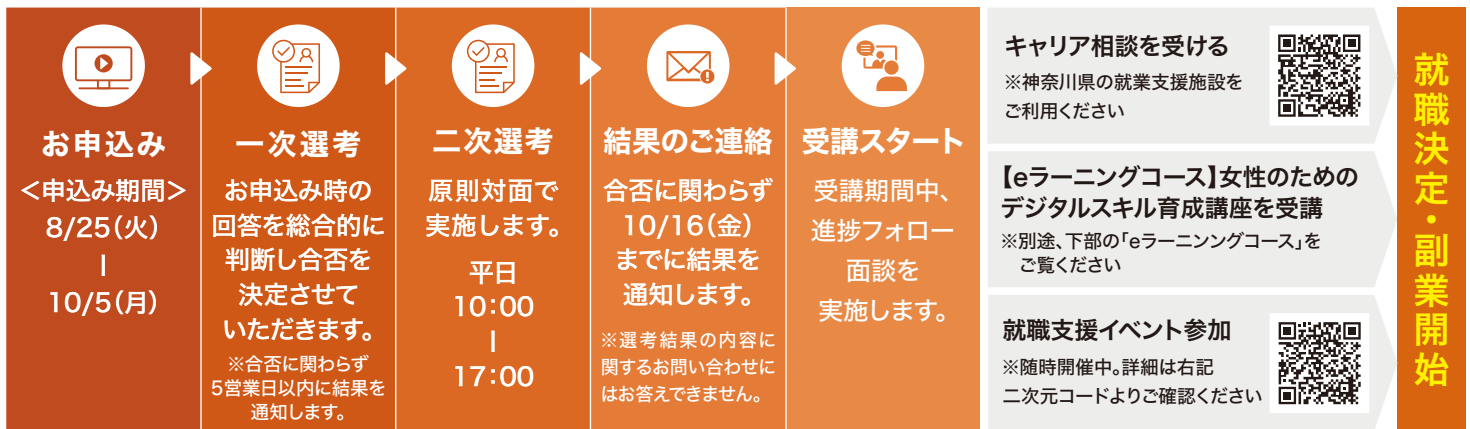 お申込み
＜申込み期間＞
8/25（火）
|
10/5（月）
一次選考
お申込み時の
回答を総合的に
判断し合否を
決定させて
いただきます。
※合否に関わらず
5営業日以内に結果を
通知します。
二次選考
原則対面で
実施します。
平日
10：00
|
17：00
結果のご連絡
合否に関わらず
10/16（金）
までに結果を
通知します。
※選考結果の内容に
関するお問い合わせに
はお答えできません。
受講スタート
受講期間中、
進捗フォロー
面談を
実施します。
キャリア相談を受ける
※神奈川県の就業支援施設を
ご利用ください
【eラーニングコース】女性のための
デジタルスキル育成講座を受講
※別途、下部の「eラーニンングコース」を
ご覧ください
就職支援イベント参加
※随時開催中。詳細は右記
二次元コードよりご確認ください
就職決定・副業開始